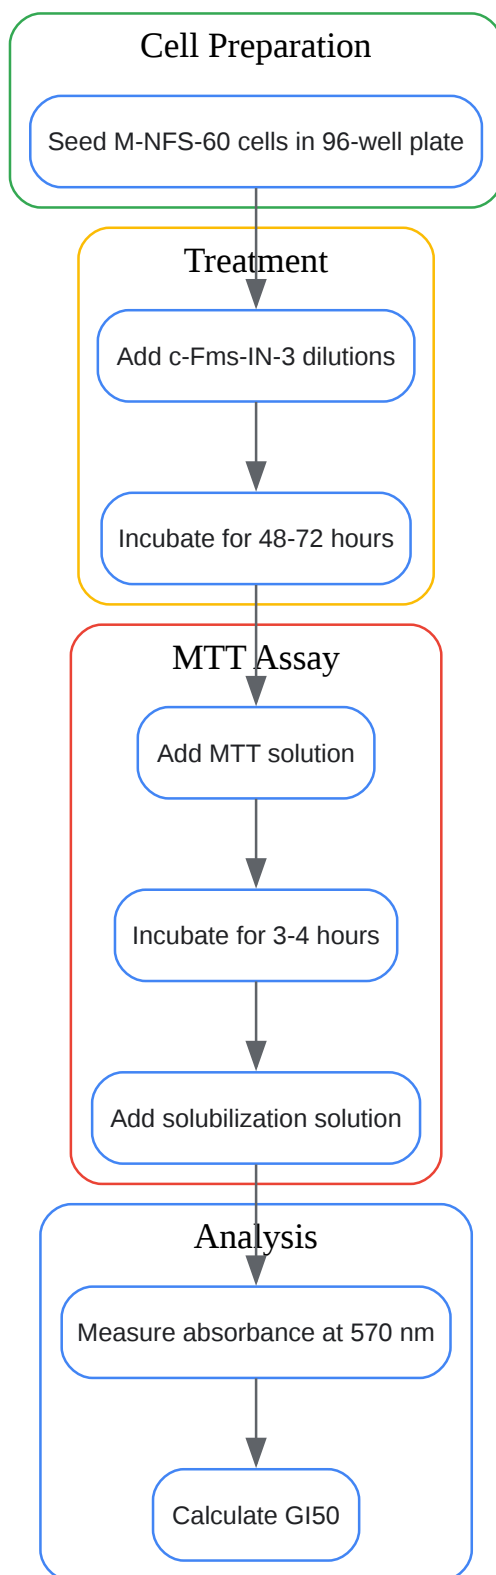 Cell Preparation
Seed M-NFS-60 cells in 96-well plate
Treatment
Add c-Fms-IN-3 dilutions
Incubate for 48-72 hours
MTT Assay
Add MTT solution
Incubate for 3-4 hours
Add solubilization solution
Analysis
Measure absorbance at 570 nm
Calculate GI50